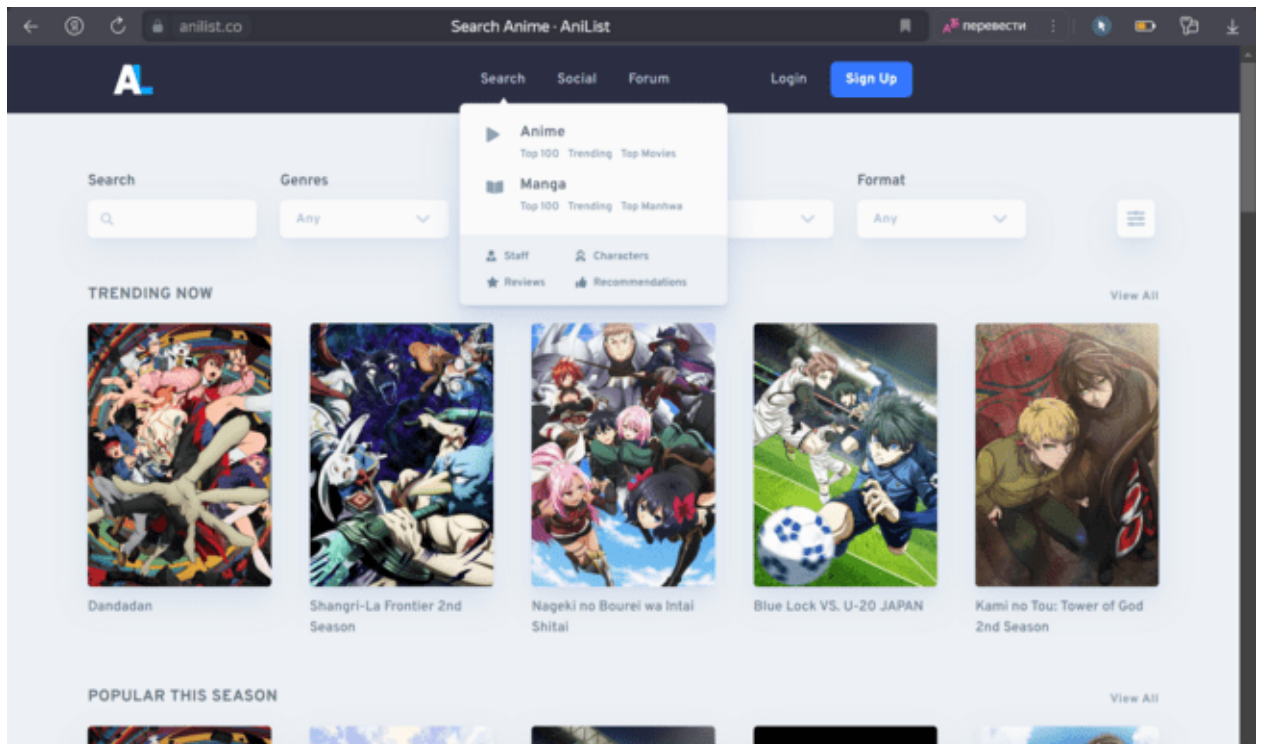 anilist.co
Search Anime · AniList
перевести
AL
Search Social Forum
Login Sign Up
Anime
Top 100 Trending Top Movies
Manga
Top 100 Trending Top Manhwa
Staff Characters
Reviews Recommendations
Search Genres Format
Any Any
TRENDING NOW View All
Dandadan
Shangri-La Frontier 2nd
Season
Nageki no Bourei wa Intai
Shitai
Blue Lock VS. U-20 JAPAN
Kami no Tou: Tower of God
2nd Season
POPULAR THIS SEASON View All